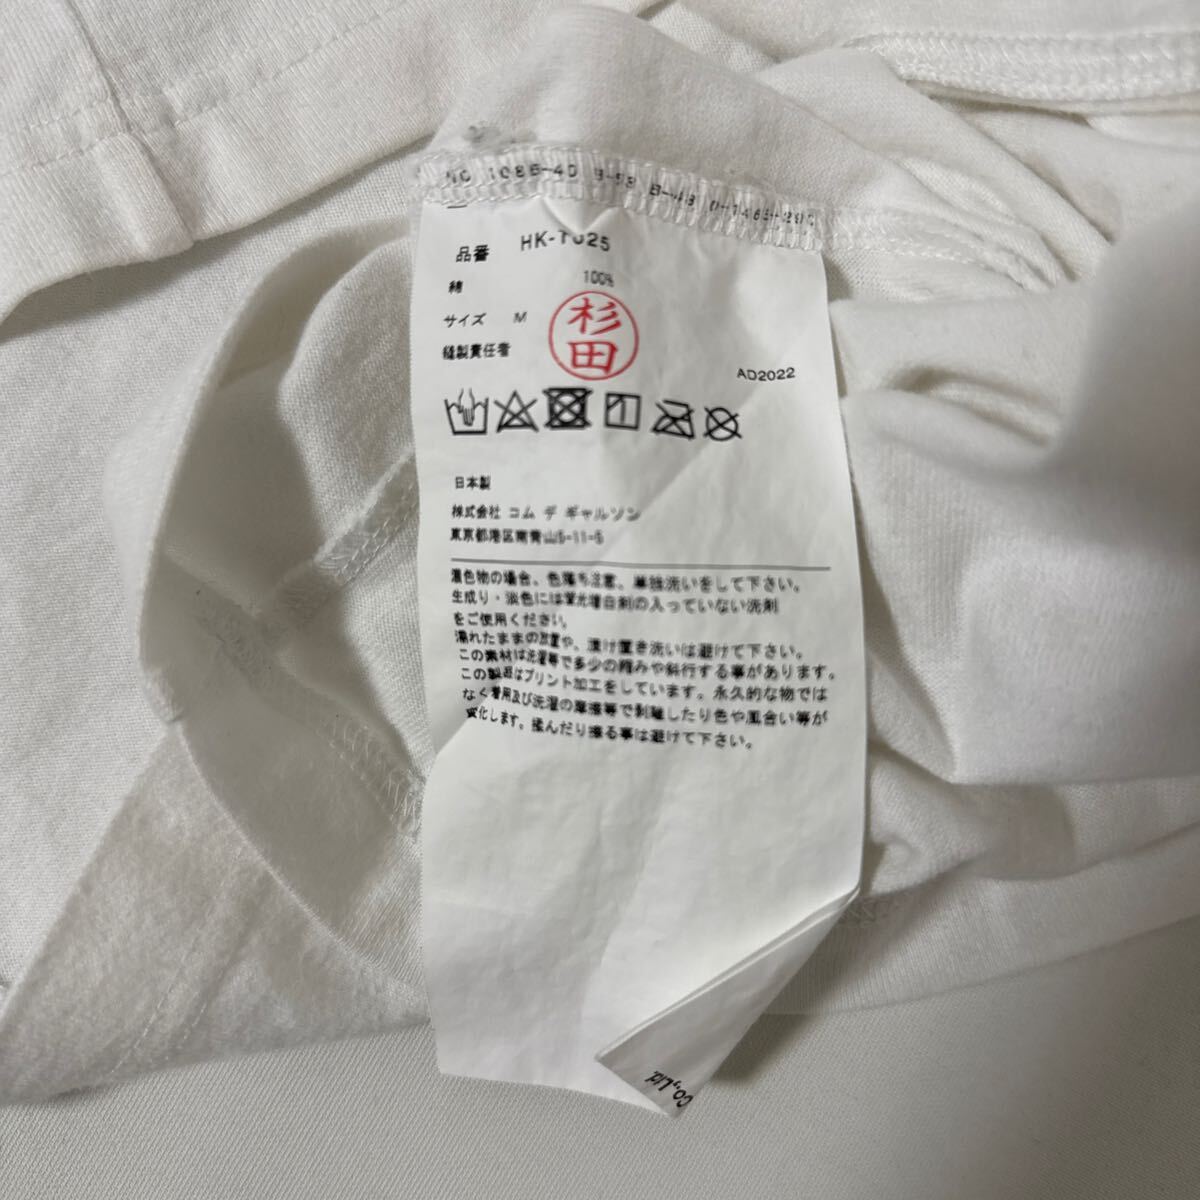 NO 1086-40 B-53 B-48 D-1465-290
品番 HK-T025
綿 100%
サイズ M
縫製責任者
杉田
AD2022
日本製
株式会社 コム デ ギャルソン
東京都港区南青山5-11-5
濃色物の場合、色落ち注意、単独洗いをして下さい。
生成り・淡色には蛍光増白剤の入っていない洗剤
をご使用ください。
濡れたままの放置や、漬け置き洗いは避けて下さい。
この素材は洗濯等で多少の縮みや斜行する事があります。
この製品はプリント加工をしています。永久的な物では
なく着用及び洗濯の摩擦等で剥離したり色や風合い等が
変化します。揉んだり擦る事は避けて下さい。
CO.,Ltd.